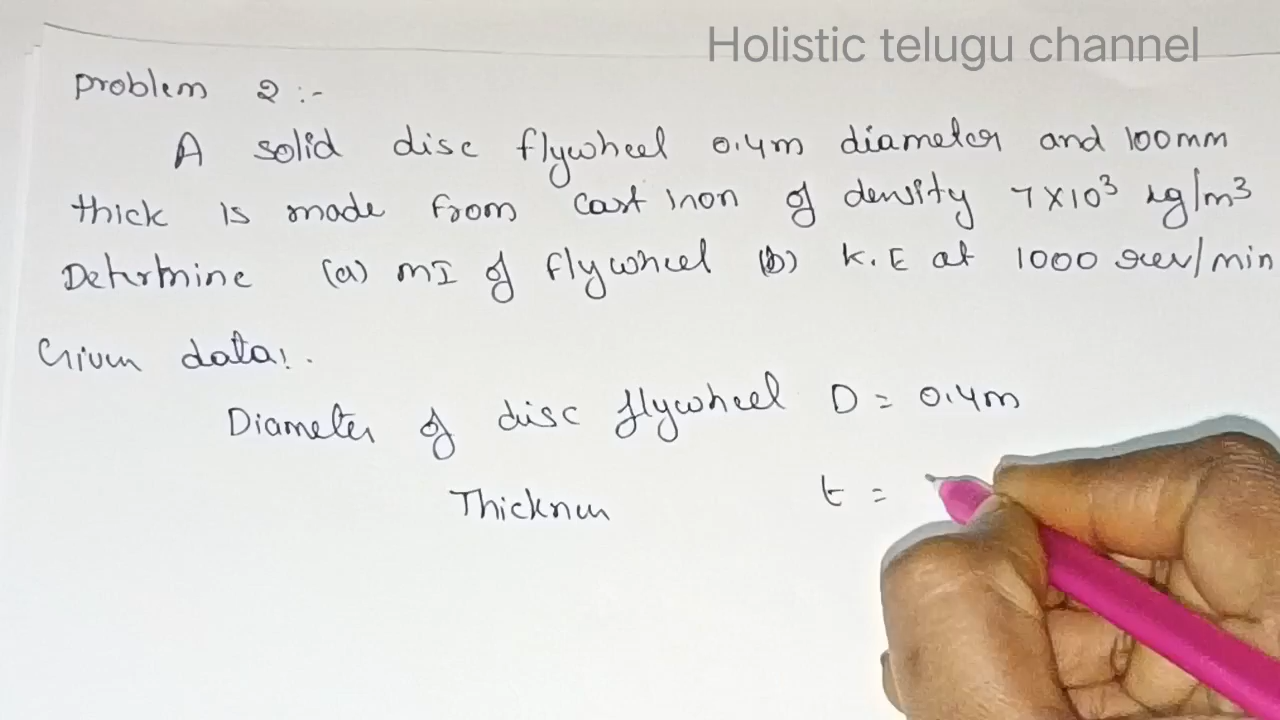 Holistic telugu channel
Problem 2 :-
A solid disc flywheel 0.4m diameter and 100mm
thick is made from cast iron of density 7×10³ kg/m³
Determine (a) MI of flywheel (b) K.E at 1000 rev/min
Given data:.
Diameter of disc flywheel D = 0.4m
Thickness t =